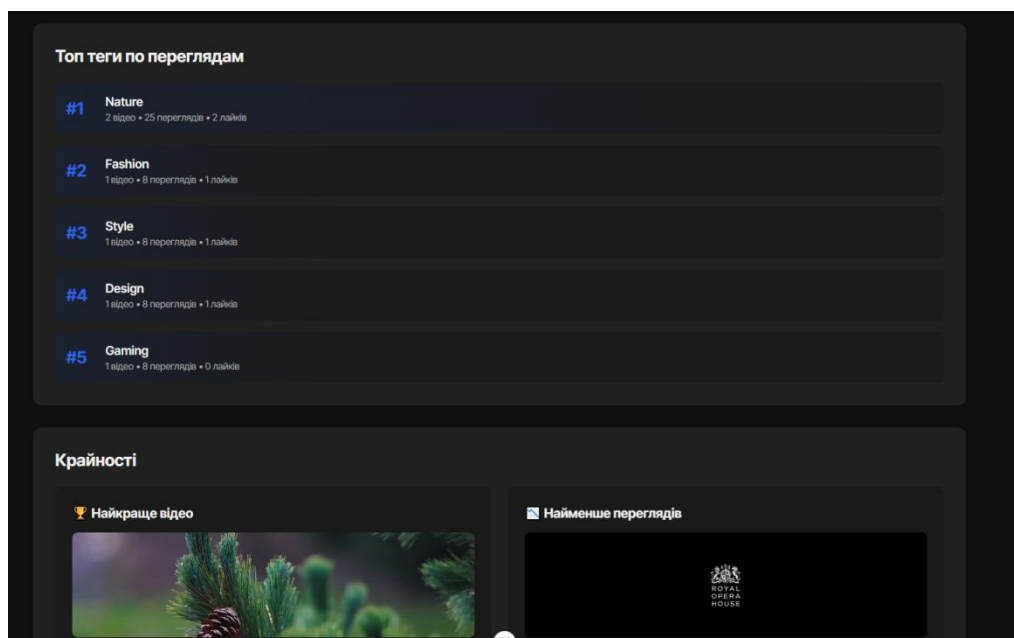 Топ теги по переглядам
#1
Nature
2 відео • 25 переглядів • 2 лайків
#2
Fashion
1 відео • 8 переглядів • 1 лайків
#3
Style
1 відео • 8 переглядів • 1 лайків
#4
Design
1 відео • 8 переглядів • 1 лайків
#5
Gaming
1 відео • 8 переглядів • 0 лайків
Крайності
🏆 Найкраще відео
📉 Найменше переглядів
ROYAL
OPERA
HOUSE